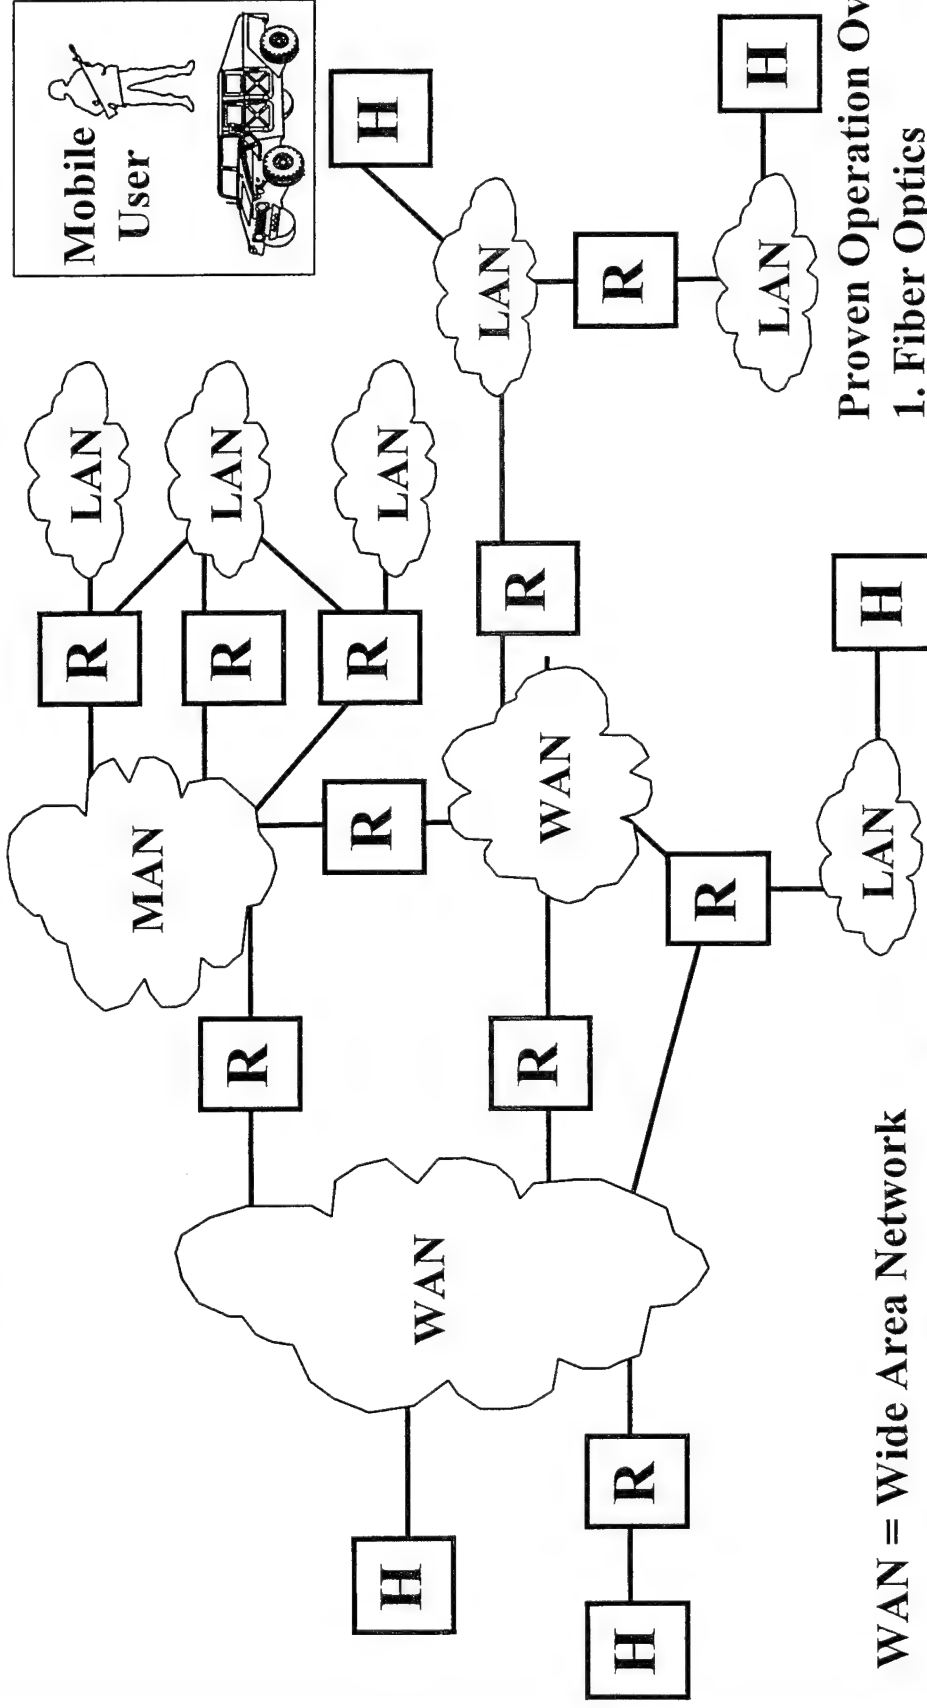 Mobile
User
R
LAN
MAN
R
LAN
R
R
LAN
R
H
H
WAN
LAN
R
R
WAN
R
H
R
R
LAN
H
Proven Operation Ov
LAN
H
WAN = Wide Area Network
1. Fiber Optics